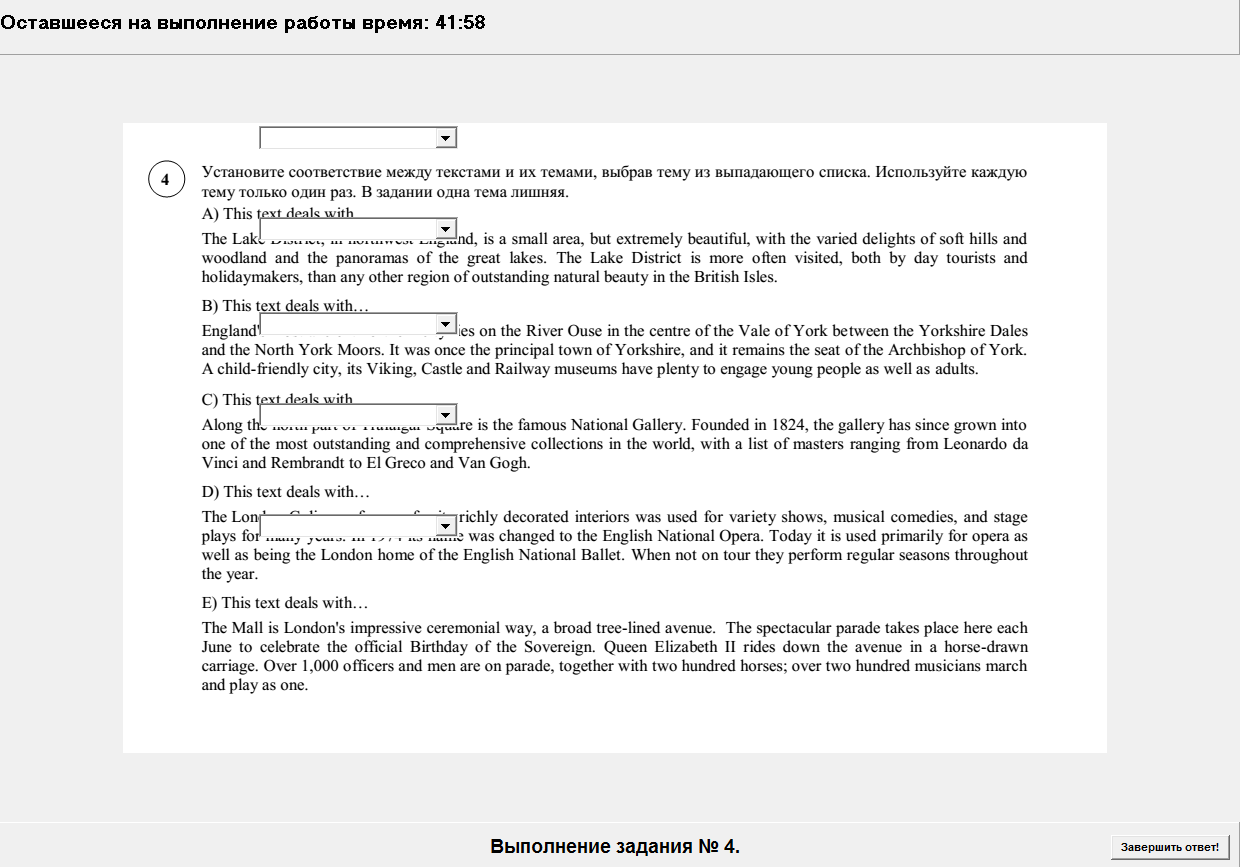 Оставшееся на выполнение работы время: 41:58
4
Установите соответствие между текстами и их темами, выбрав тему из выпадающего списка. Используйте каждую
тему только один раз. В задании одна тема лишняя.
A) This text deals with
The Lake District, in northwest England, is a small area, but extremely beautiful, with the varied delights of soft hills and
woodland and the panoramas of the great lakes. The Lake District is more often visited, both by day tourists and
holidaymakers, than any other region of outstanding natural beauty in the British Isles.
B) This text deals with…
England' ies on the River Ouse in the centre of the Vale of York between the Yorkshire Dales
and the North York Moors. It was once the principal town of Yorkshire, and it remains the seat of the Archbishop of York.
A child-friendly city, its Viking, Castle and Railway museums have plenty to engage young people as well as adults.
C) This text deals with
Along the north part of Trafalgar Square is the famous National Gallery. Founded in 1824, the gallery has since grown into
one of the most outstanding and comprehensive collections in the world, with a list of masters ranging from Leonardo da
Vinci and Rembrandt to El Greco and Van Gogh.
D) This text deals with…
The London richly decorated interiors was used for variety shows, musical comedies, and stage
plays for many years. In 1974 its name was changed to the English National Opera. Today it is used primarily for opera as
well as being the London home of the English National Ballet. When not on tour they perform regular seasons throughout
the year.
E) This text deals with…
The Mall is London's impressive ceremonial way, a broad tree-lined avenue. The spectacular parade takes place here each
June to celebrate the official Birthday of the Sovereign. Queen Elizabeth II rides down the avenue in a horse-drawn
carriage. Over 1,000 officers and men are on parade, together with two hundred horses; over two hundred musicians march
and play as one.
Выполнение задания № 4.
Завершить ответ!